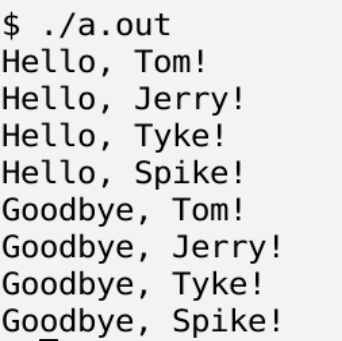 $ ./a.out
Hello, Tom!
Hello, Jerry!
Hello, Tyke!
Hello, Spike!
Goodbye, Tom!
Goodbye, Jerry!
Goodbye, Tyke!
Goodbye, Spike!